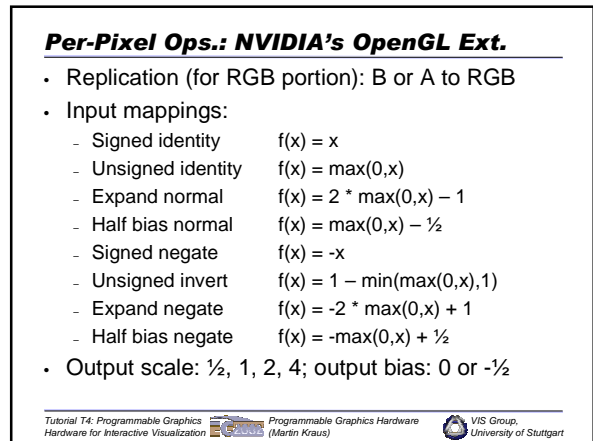 Per-Pixel Ops.: NVIDIA's OpenGL Ext.
• Replication (for RGB portion): B or A to RGB
• Input mappings:
– Signed identity f(x) = x
– Unsigned identity f(x) = max(0,x)
– Expand normal f(x) = 2 * max(0,x) – 1
– Half bias normal f(x) = max(0,x) – ½
– Signed negate f(x) = -x
– Unsigned invert f(x) = 1 – min(max(0,x),1)
– Expand negate f(x) = -2 * max(0,x) + 1
– Half bias negate f(x) = -max(0,x) + ½
• Output scale: ½, 1, 2, 4; output bias: 0 or -½
Tutorial T4: Programmable Graphics
Hardware for Interactive Visualization
EG2002
Programmable Graphics Hardware
(Martin Kraus)
VIS Group,
University of Stuttgart